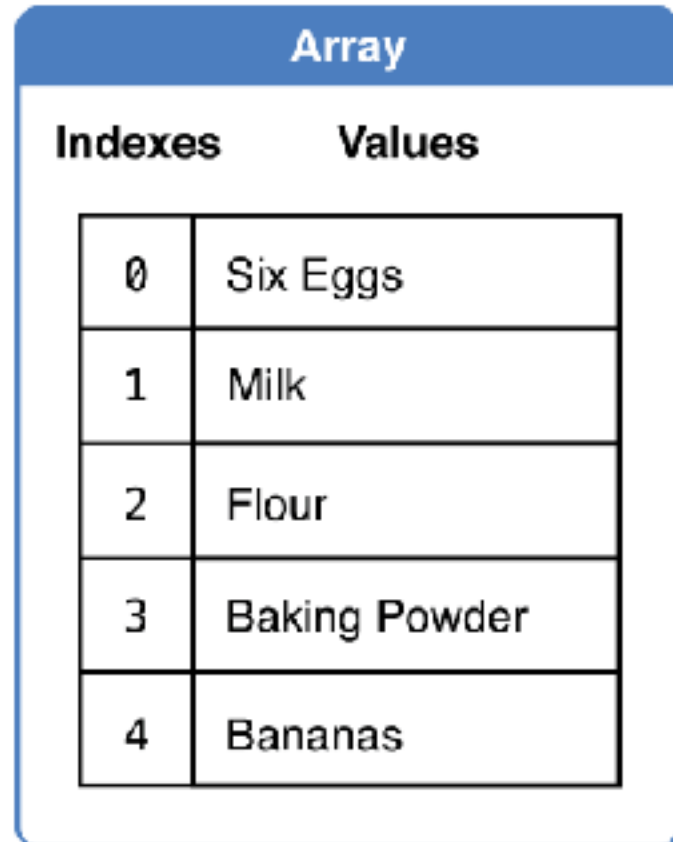 Array
Indexes Values
0 Six Eggs
1 Milk
2 Flour
3 Baking Powder
4 Bananas